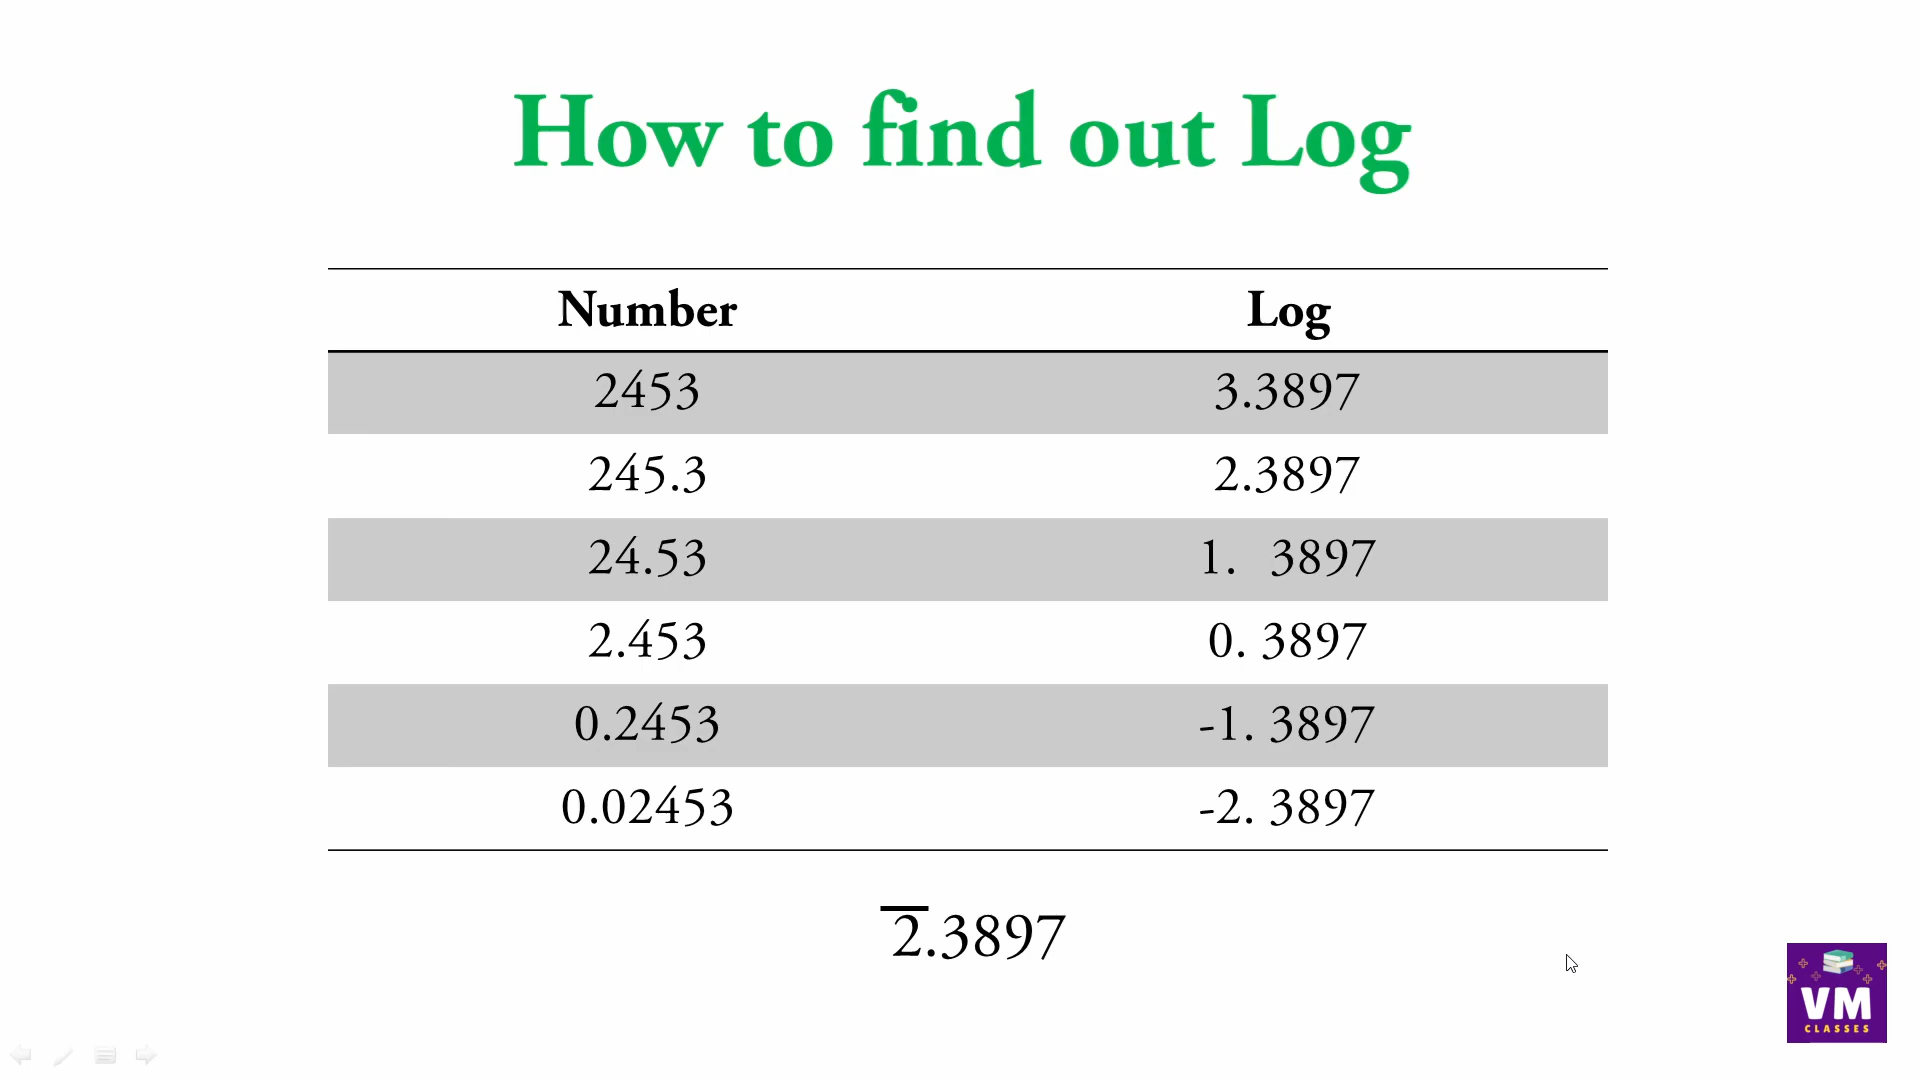 How to find out Log
Number Log
2453 3.3897
245.3 2.3897
24.53 1. 3897
2.453 0. 3897
0.2453 -1. 3897
0.02453 -2. 3897
2̅.3897
VM
CLASSES